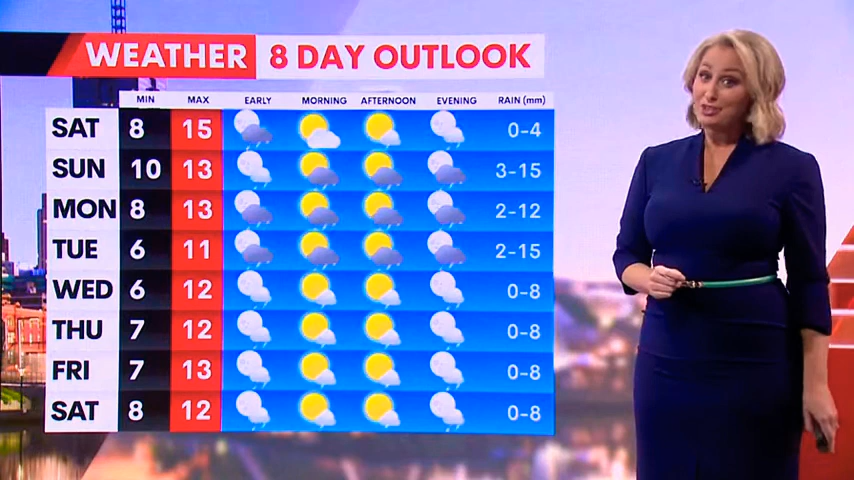 WEATHER 8 DAY OUTLOOK
MIN MAX EARLY MORNING AFTERNOON EVENING RAIN (mm)
SAT 8 15 0-4
SUN 10 13 3-15
MON 8 13 2-12
TUE 6 11 2-15
WED 6 12 0-8
THU 7 12 0-8
FRI 7 13 0-8
SAT 8 12 0-8